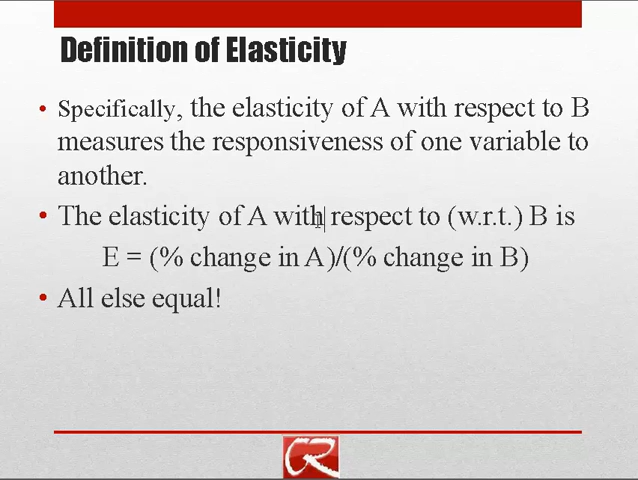 Definition of Elasticity
• Specifically, the elasticity of A with respect to B
measures the responsiveness of one variable to
another.
• The elasticity of A with respect to (w.r.t.) B is
E = (% change in A)/(% change in B)
• All else equal!
R